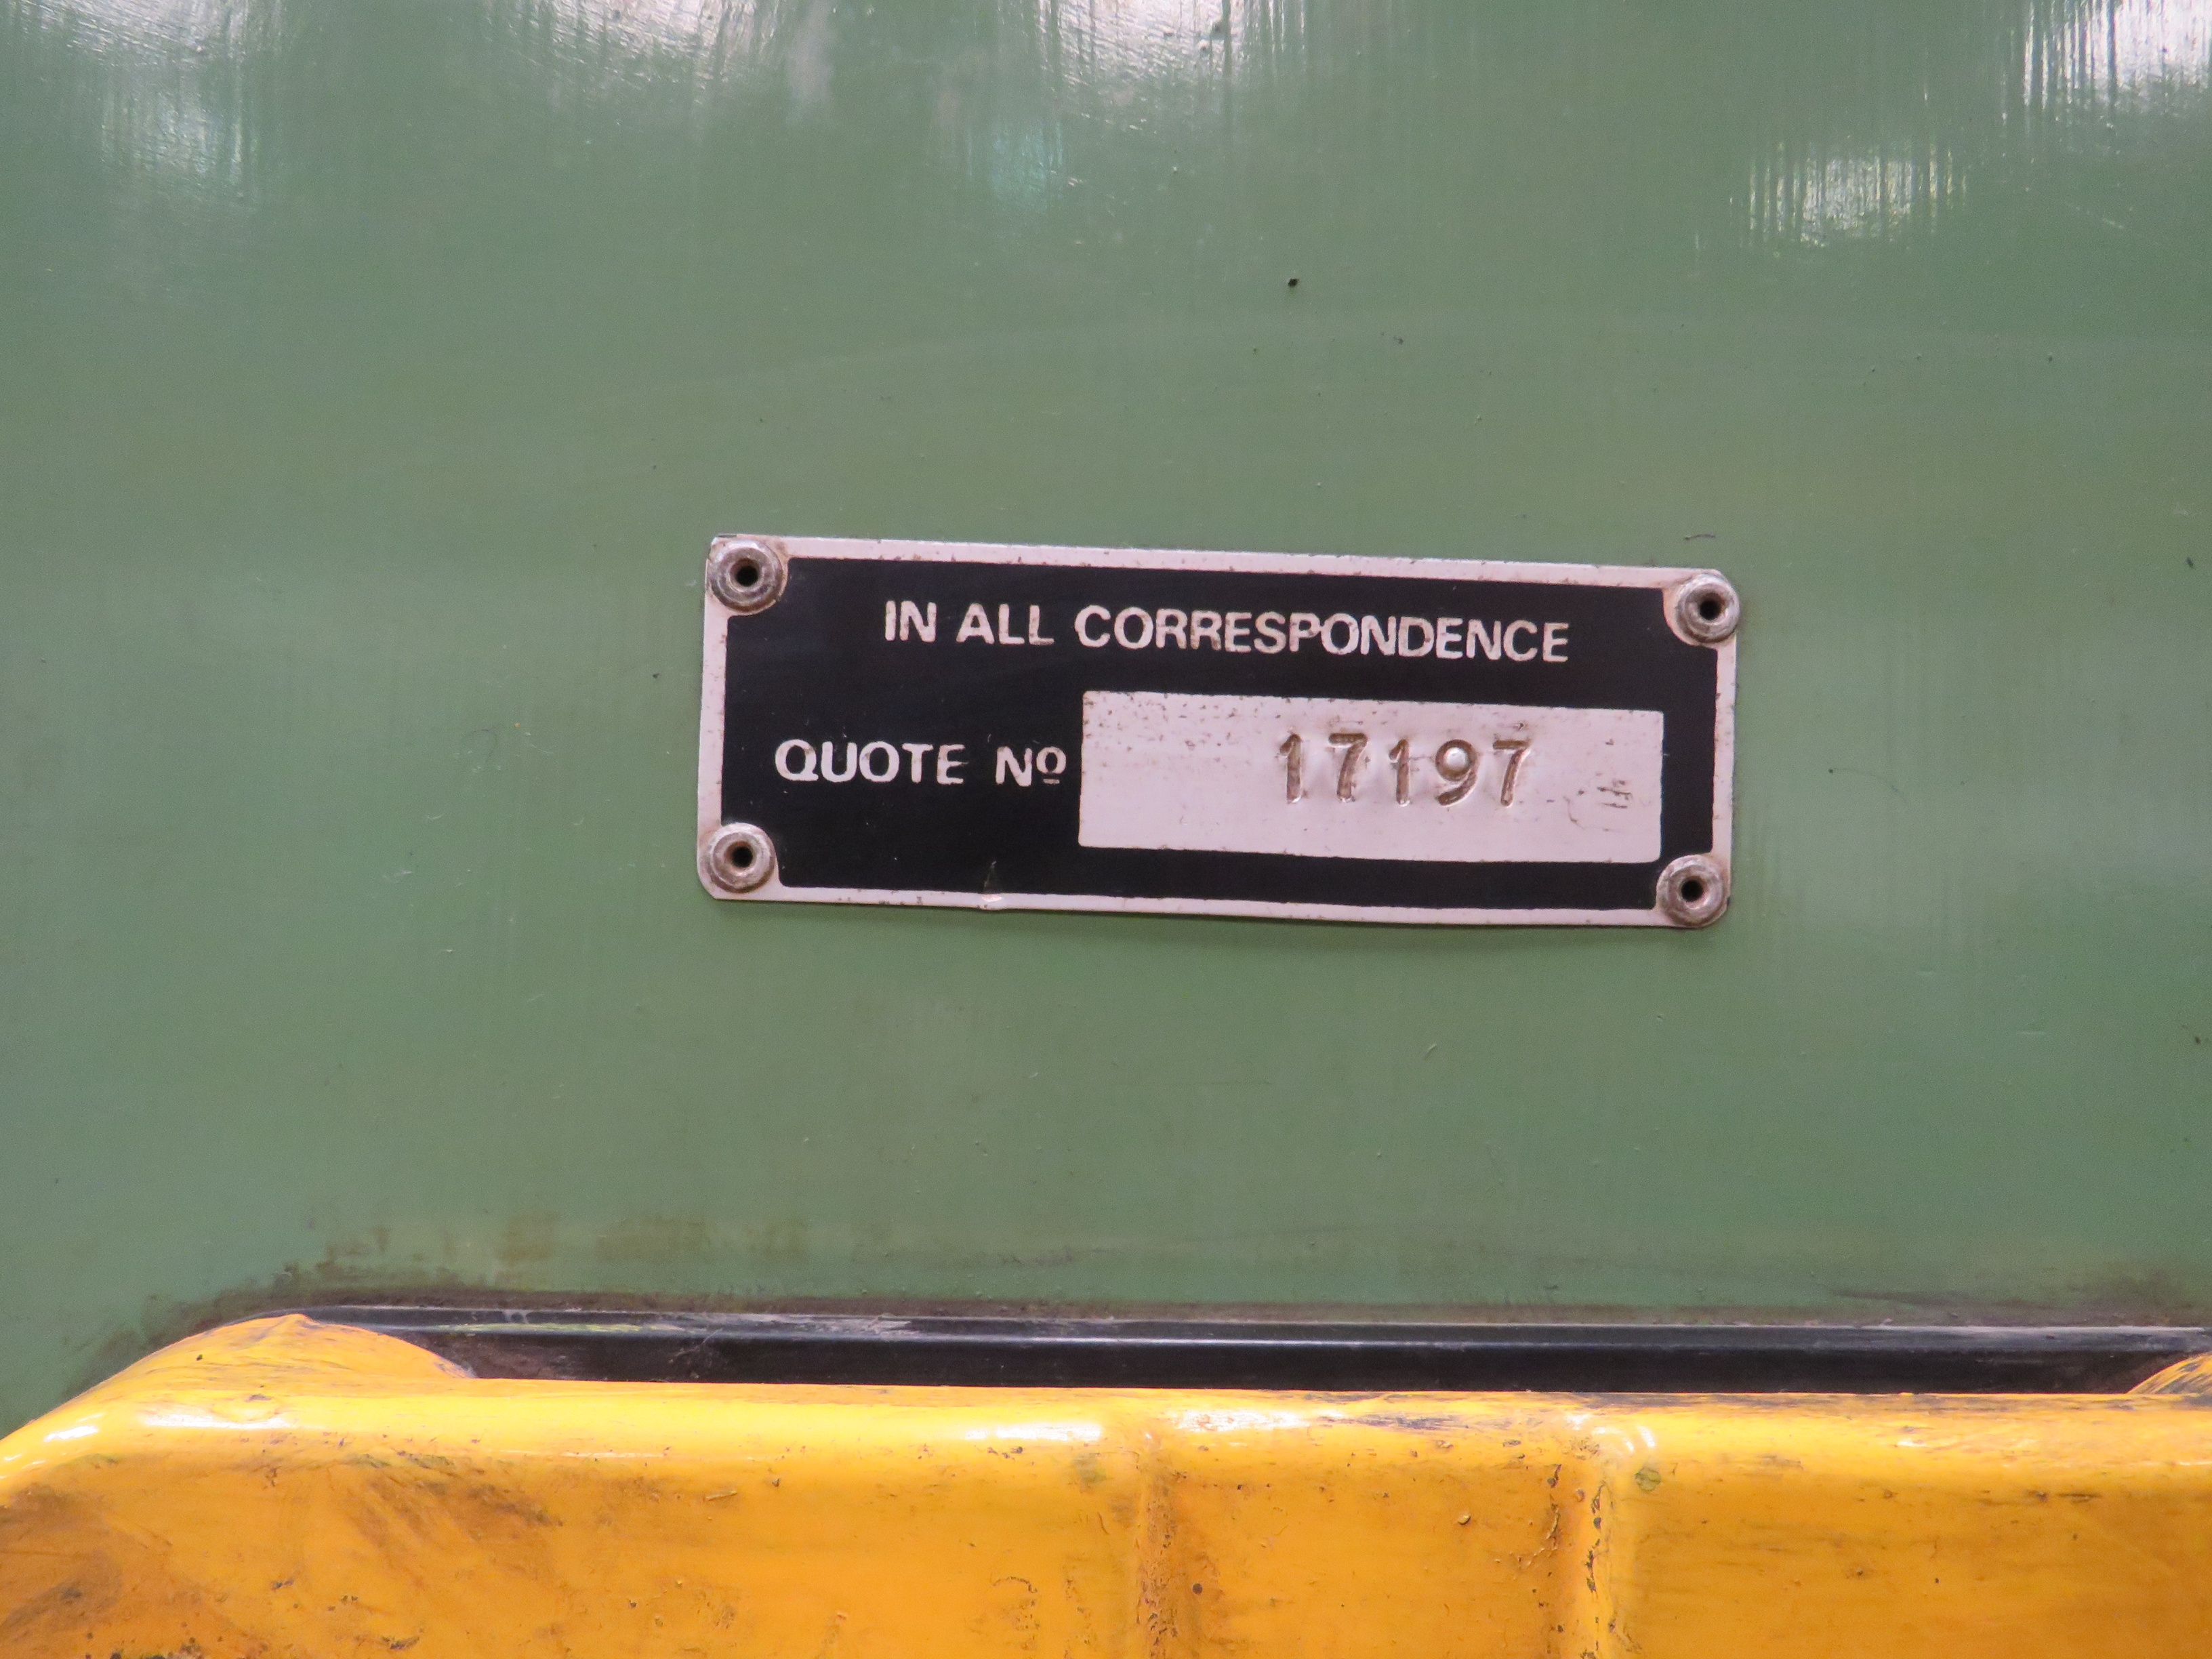 IN ALL CORRESPONDENCE
QUOTE Nº 17197